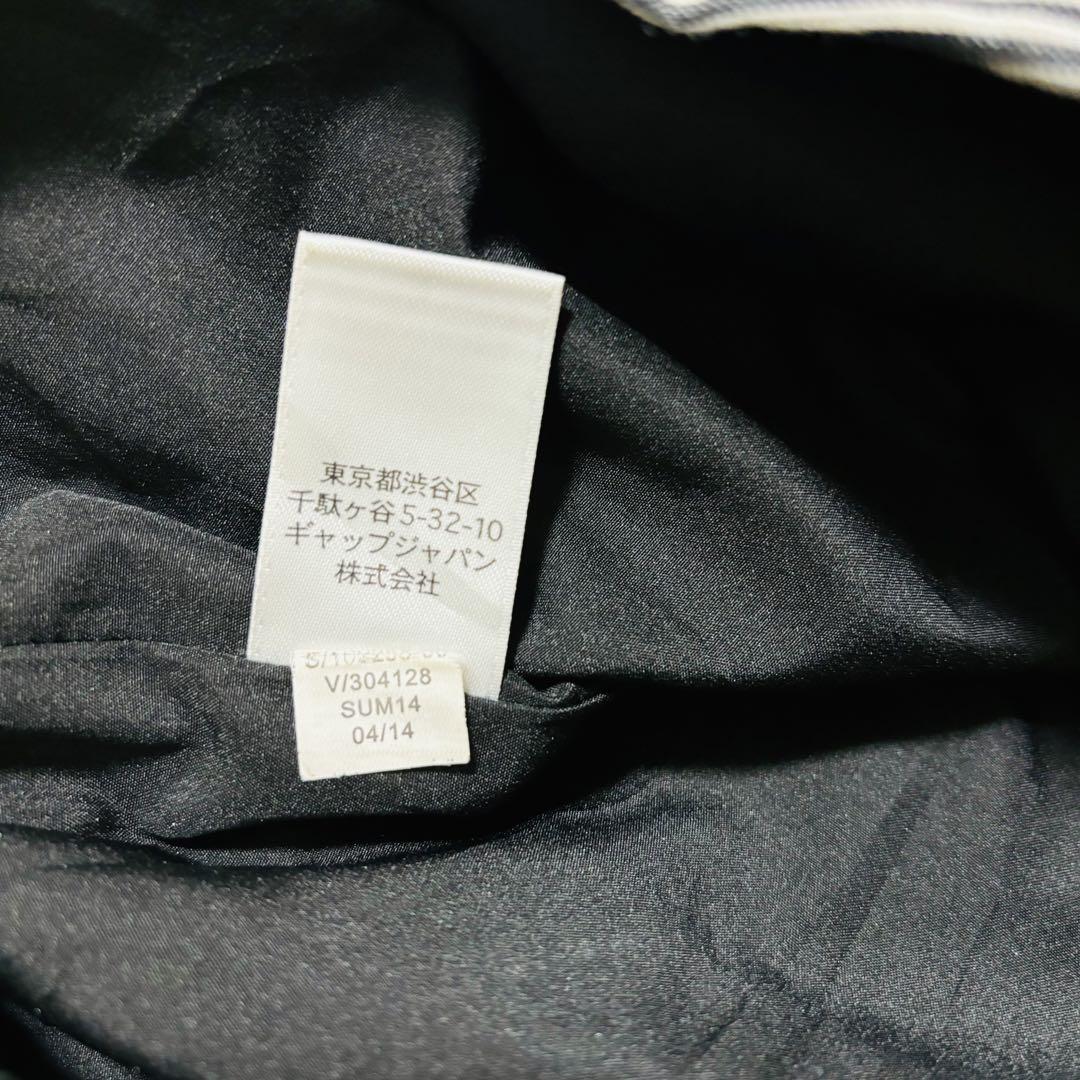 東京都渋谷区
千駄ヶ谷5-32-10
ギャップジャパン
株式会社
V/304128
SUM14
04/14